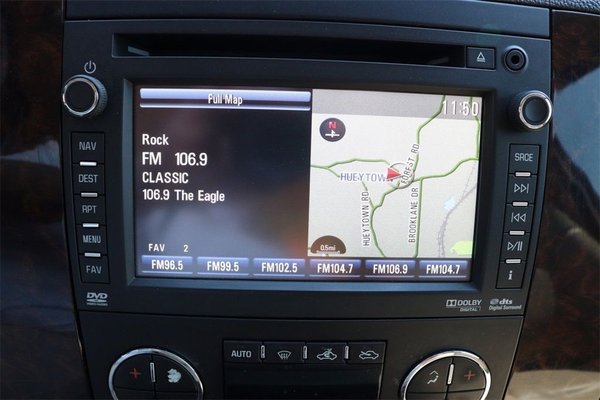 Full Map
11:50
N
Rock
FM 106.9
CLASSIC
106.9 The Eagle
HUEYTOWN
FOREST RD
HUEYTOWN RD
BROOKLANE DR
0.5mi
FAV 2
FM96.5 FM99.5 FM102.5 FM104.7 FM106.9 FM104.7
NAV
DEST
RPT
MENU
FAV
SRCE
i
DVD
DOLBY
DIGITAL
dts
Digital Surround
AUTO